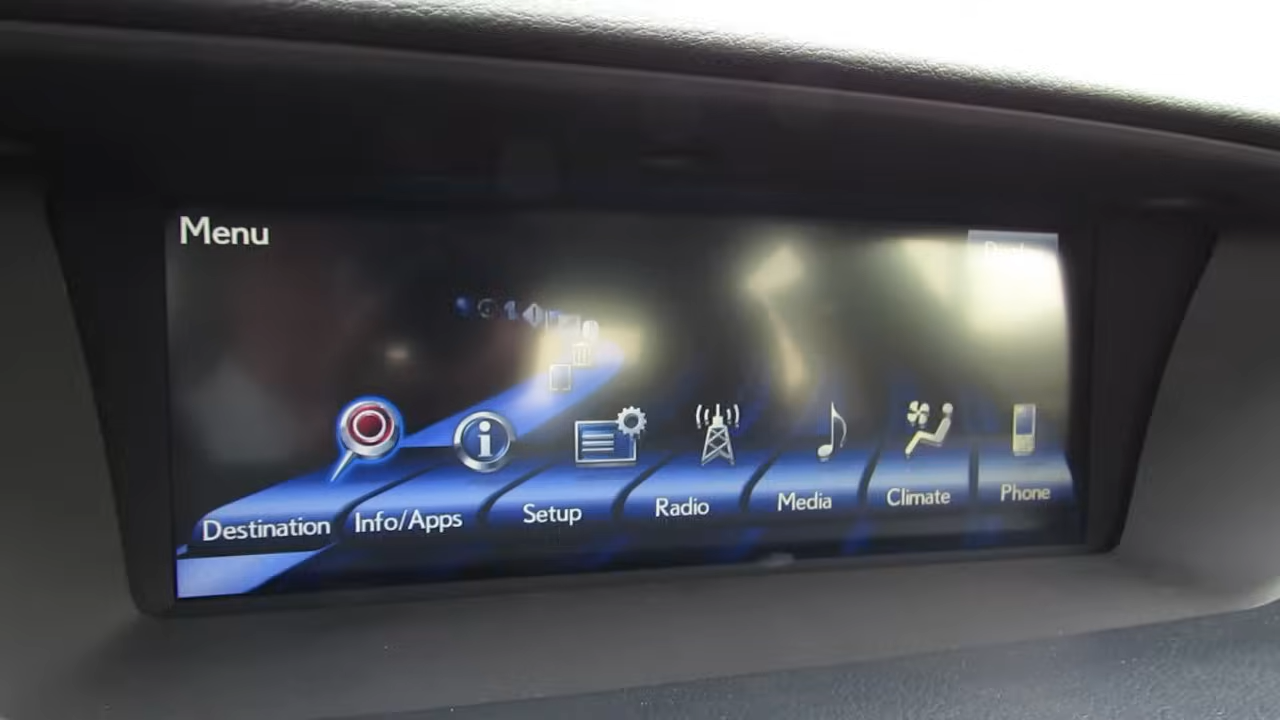 Menu
Destination
Info/Apps
Setup
Radio
Media
Climate
Phone